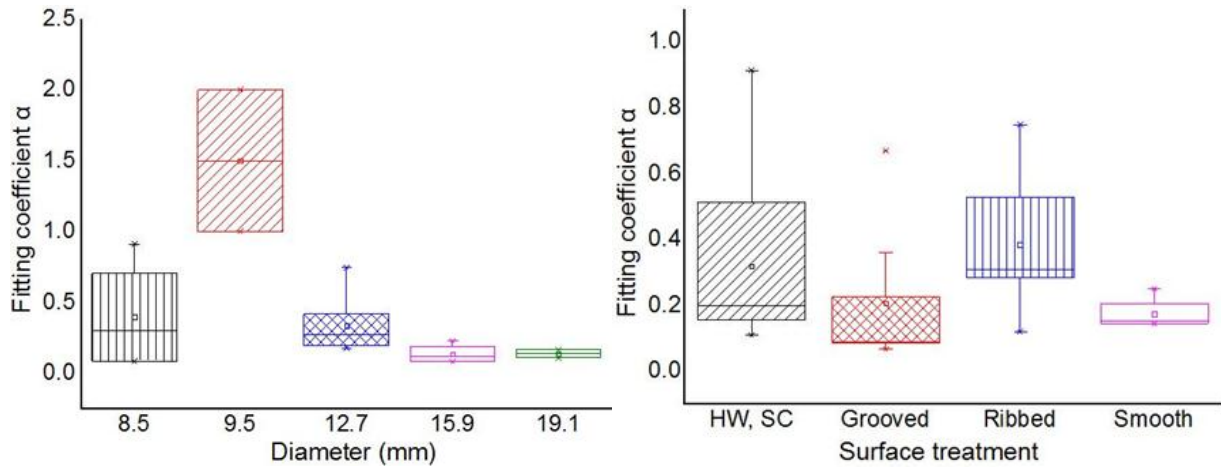 Fitting coefficient α
2.5
2.0
1.5
1.0
0.5
0.0
8.5 9.5 12.7 15.9 19.1
Diameter (mm)
Fitting coefficient α
1.0
0.8
0.6
0.4
0.2
0.0
HW, SC Grooved Ribbed Smooth
Surface treatment